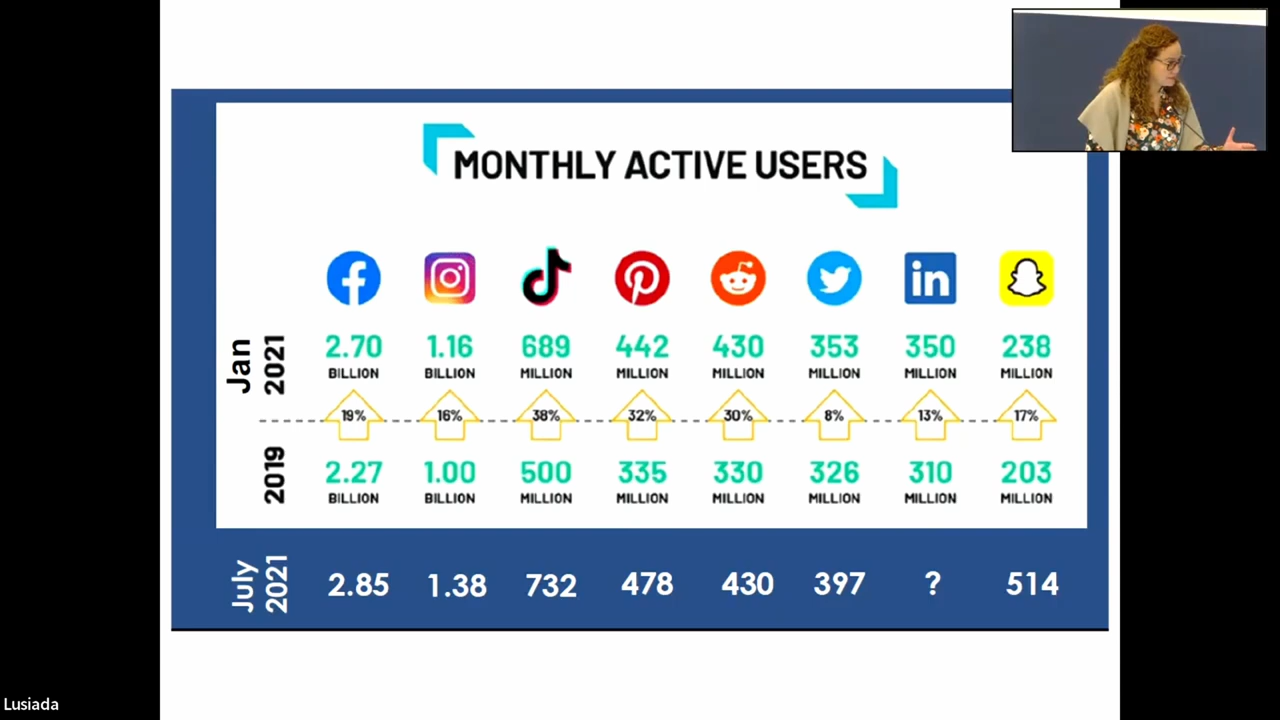 MONTHLY ACTIVE USERS
Jan
2021
2.70 1.16 689 442 430 353 350 238
BILLION BILLION MILLION MILLION MILLION MILLION MILLION MILLION
19% 16% 38% 32% 30% 8% 13% 17%
2019
2.27 1.00 500 335 330 326 310 203
BILLION BILLION MILLION MILLION MILLION MILLION MILLION MILLION
July
2021
2.85 1.38 732 478 430 397 ? 514
Lusiada